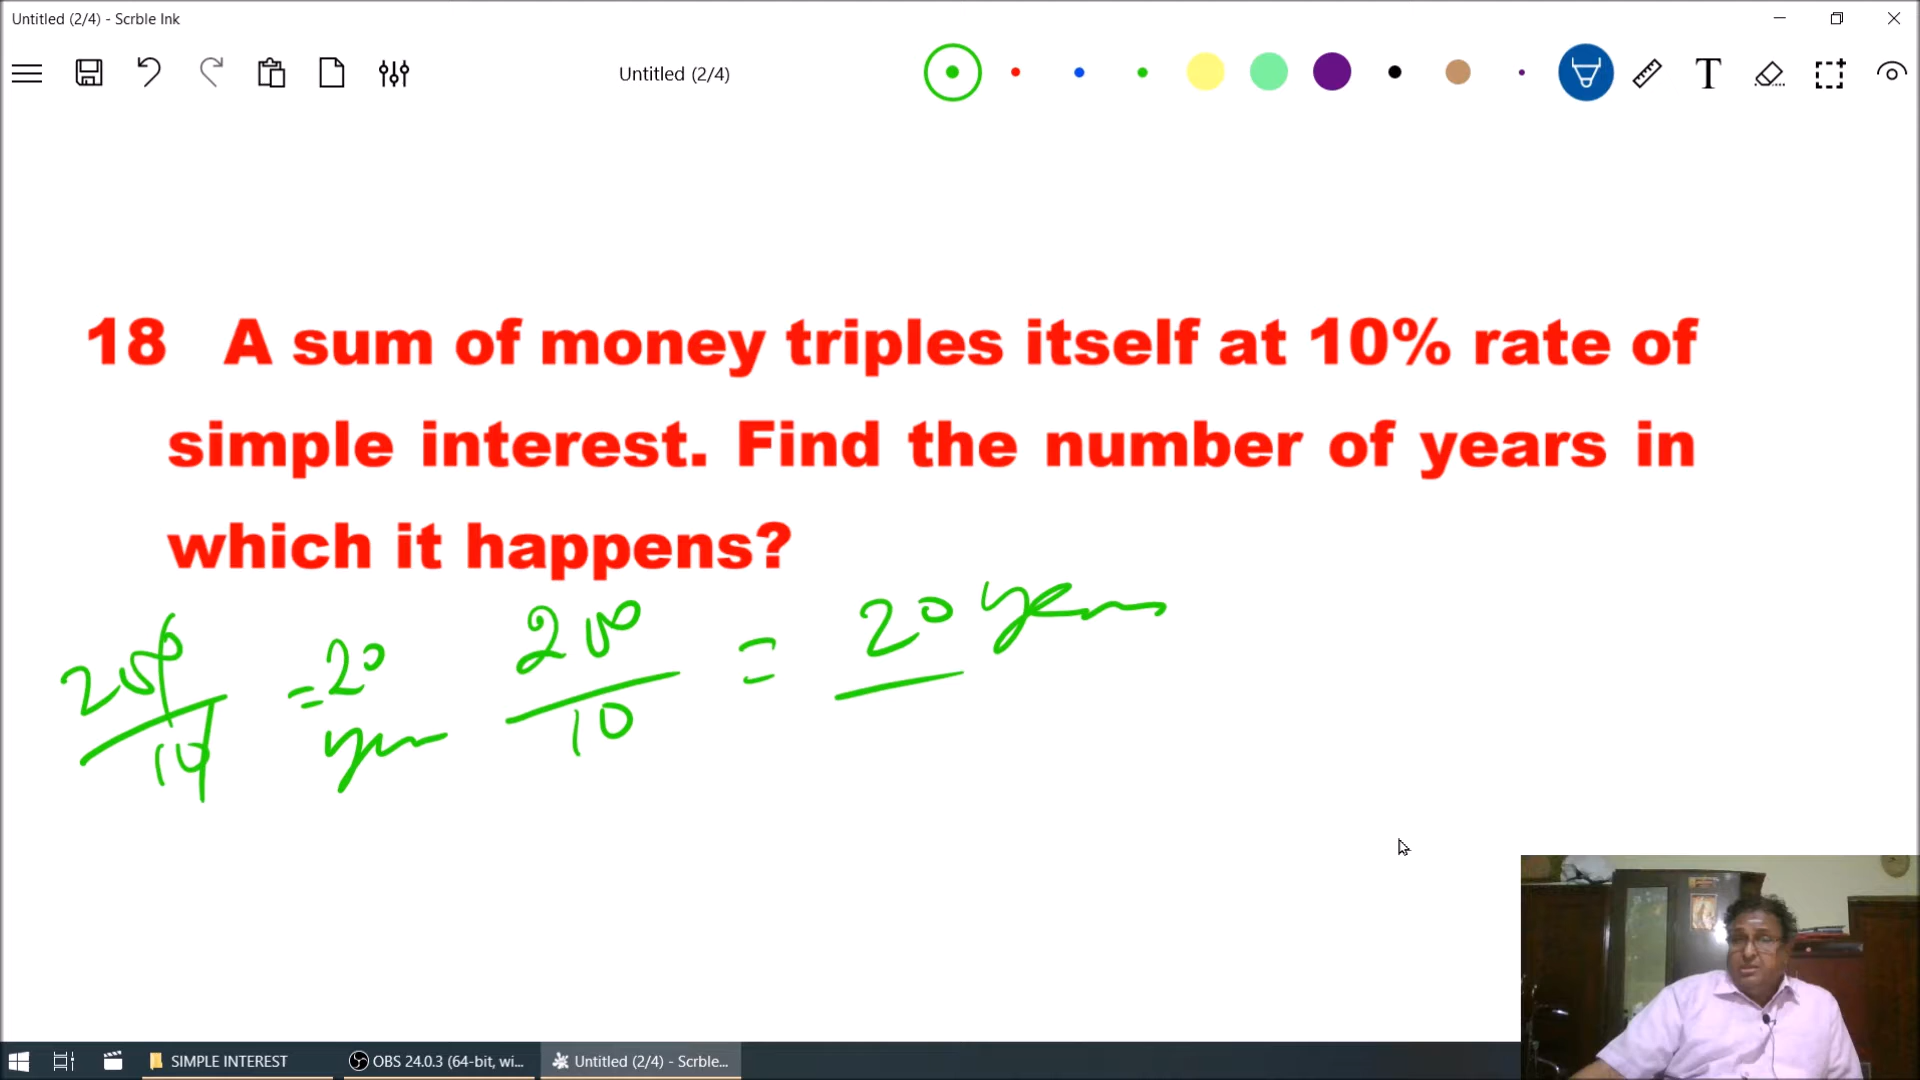 Untitled (2/4) - Scrble Ink
Untitled (2/4)
T
18 A sum of money triples itself at 10% rate of
simple interest. Find the number of years in
which it happens?
200
10
= 20
200
10
= 20 years
SIMPLE INTEREST
OBS 24.0.3 (64-bit, wi...
Untitled (2/4) - Scrble...